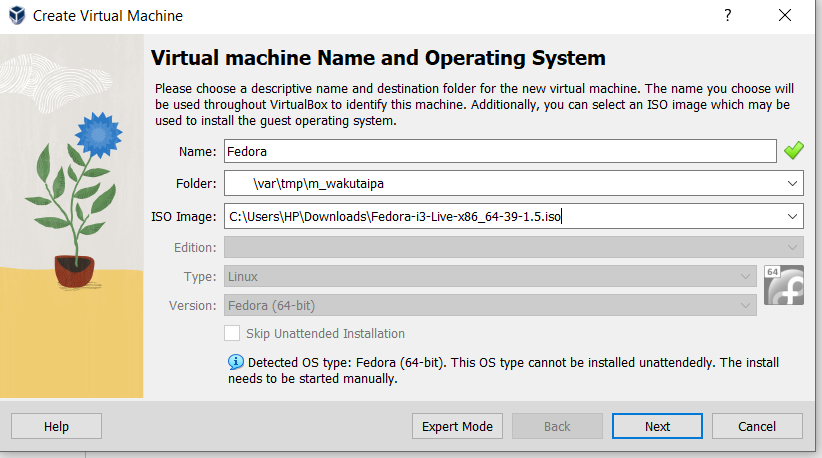 Create Virtual Machine
?
Virtual machine Name and Operating System
Please choose a descriptive name and destination folder for the new virtual machine. The name you choose will
be used throughout VirtualBox to identify this machine. Additionally, you can select an ISO image which may be
used to install the guest operating system.
Name: Fedora
Folder: \var\tmp\m_wakutaipa
ISO Image: C:\Users\HP\Downloads\Fedora-i3-Live-x86_64-39-1.5.iso
Edition:
Type: Linux
64
Version: Fedora (64-bit)
Skip Unattended Installation
Detected OS type: Fedora (64-bit). This OS type cannot be installed unattendedly. The install
needs to be started manually.
Help Expert Mode Back Next Cancel